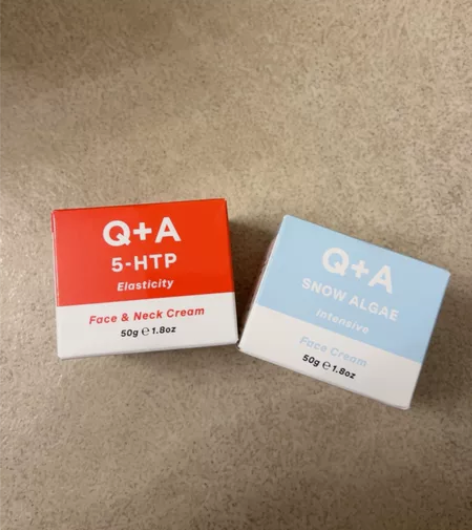 Q+A
5-HTP
Elasticity
Face & Neck Cream
50g ℮ 1.8oz
Q+A
SNOW ALGAE
Intensive
Face Cream
50g ℮ 1.8oz